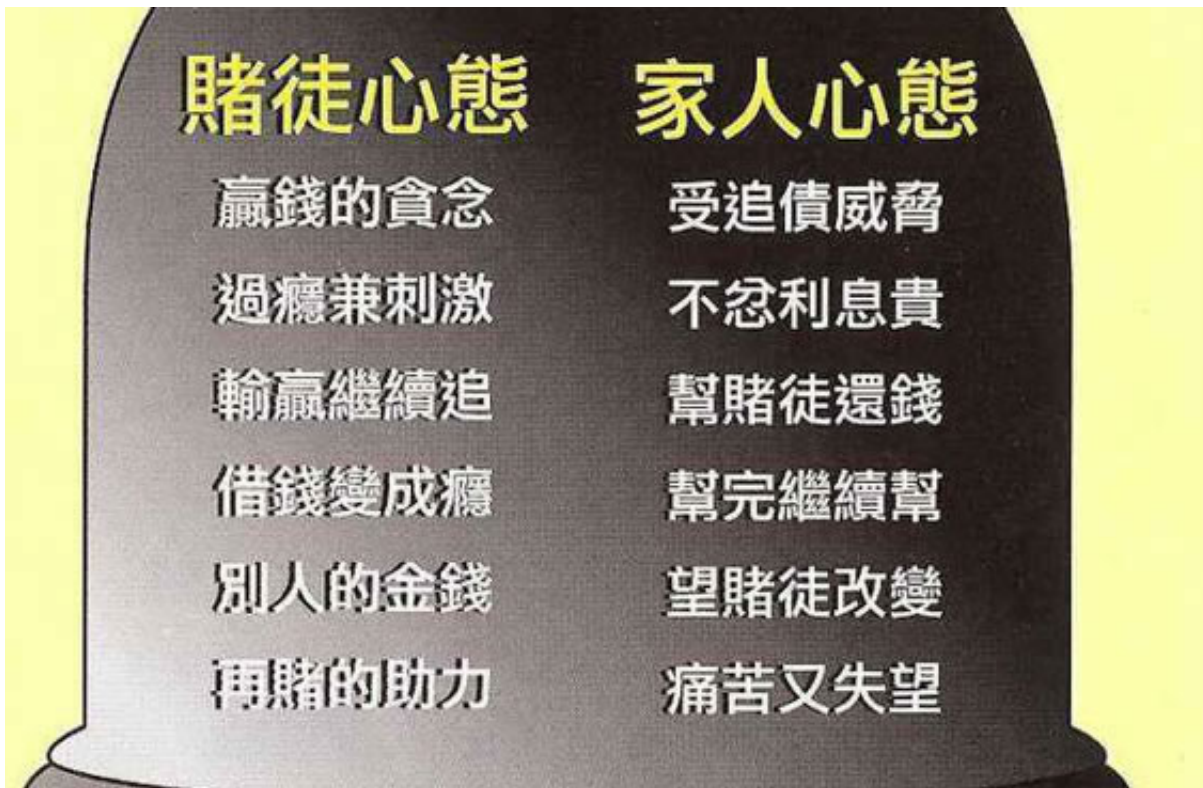 賭徒心態
贏錢的貪念
過癮兼刺激
輸贏繼續追
借錢變成癮
別人的金錢
再賭的助力
家人心態
受追債威脅
不忿利息貴
幫賭徒還錢
幫完繼續幫
望賭徒改變
痛苦又失望